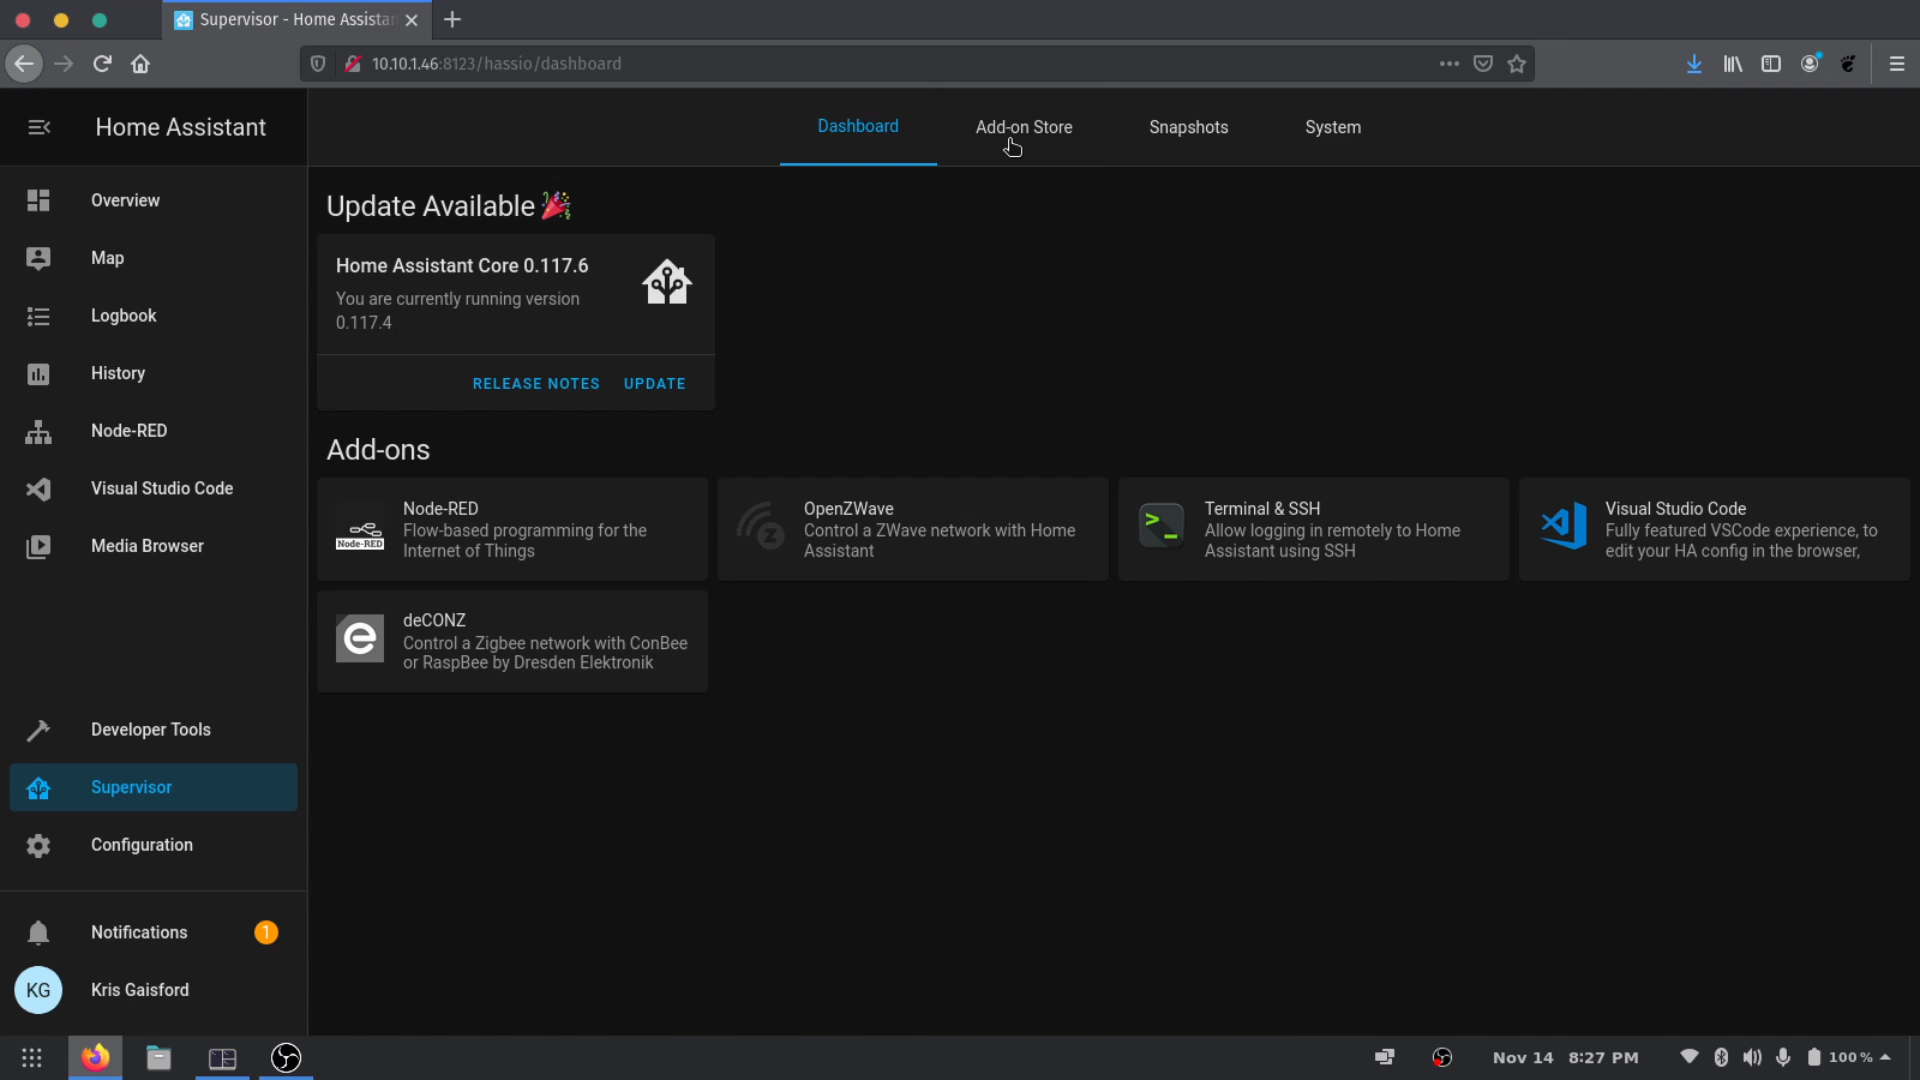 Supervisor - Home Assistan
10.10.1.46:8123/hassio/dashboard
Home Assistant
Dashboard
Add-on Store
Snapshots
System
Overview
Map
Logbook
History
Node-RED
Visual Studio Code
Media Browser
Developer Tools
Supervisor
Configuration
Notifications
1
KG
Kris Gaisford
Update Available
Home Assistant Core 0.117.6
You are currently running version
0.117.4
RELEASE NOTES
UPDATE
Add-ons
Node-RED
Node-RED
Flow-based programming for the
Internet of Things
OpenZWave
Control a ZWave network with Home
Assistant
Terminal & SSH
Allow logging in remotely to Home
Assistant using SSH
Visual Studio Code
Fully featured VSCode experience, to
edit your HA config in the browser,
deCONZ
Control a Zigbee network with ConBee
or RaspBee by Dresden Elektronik
Nov 14 8:27 PM
100 %